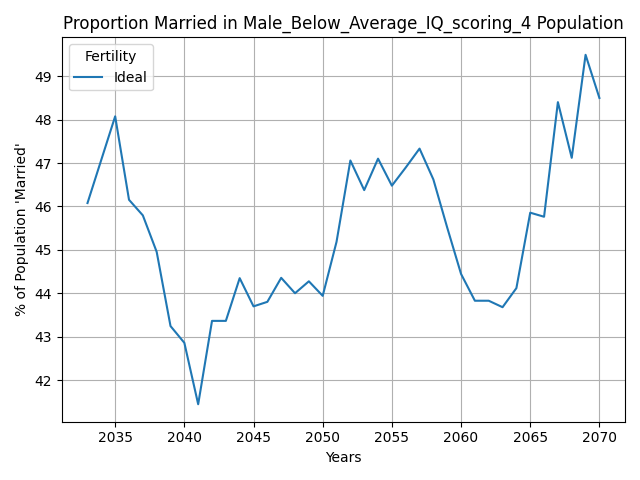 Proportion Married in Male_Below_Average_IQ_scoring_4 Population
Fertility
Ideal
% of Population 'Married'
49
48
47
46
45
44
43
42
2035 2040 2045 2050 2055 2060 2065 2070
Years